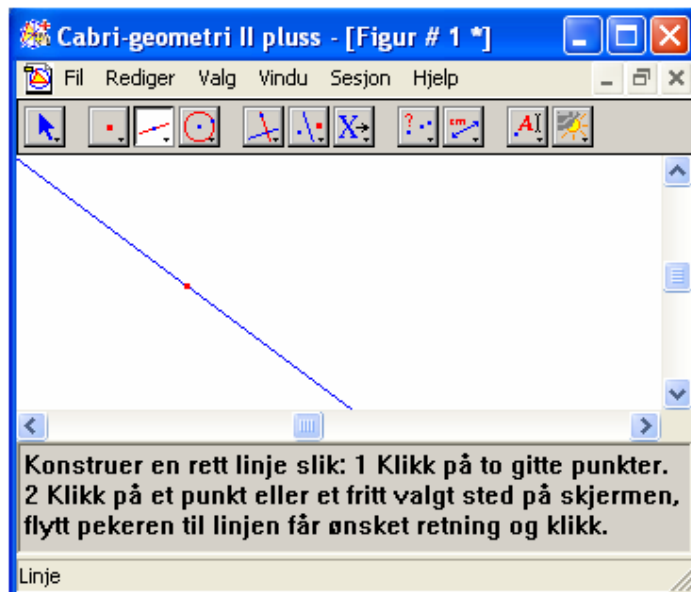 Cabri-geometri II pluss - [Figur # 1 *]
Fil Rediger Valg Vindu Sesjon Hjelp
X ? cm A
Konstruer en rett linje slik: 1 Klikk på to gitte punkter.
2 Klikk på et punkt eller et fritt valgt sted på skjermen,
flytt pekeren til linjen får ønsket retning og klikk.
Linje